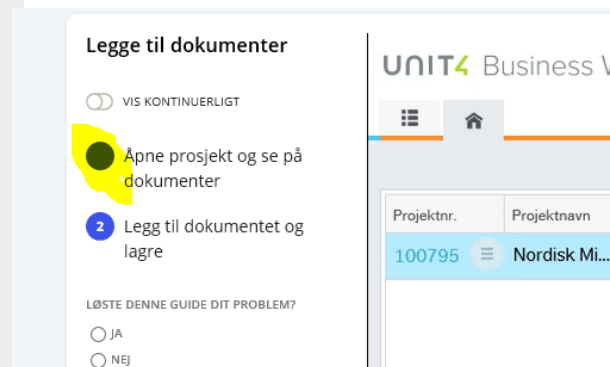 Legge til dokumenter
VIS KONTINUERLIGT
Åpne prosjekt og se på
dokumenter
2 Legg til dokumentet og
lagre
LØSTE DENNE GUIDE DIT PROBLEM?
JA
NEJ
UNIT4 Business
Projektnr. Projektnavn
100795 Nordisk Mi...